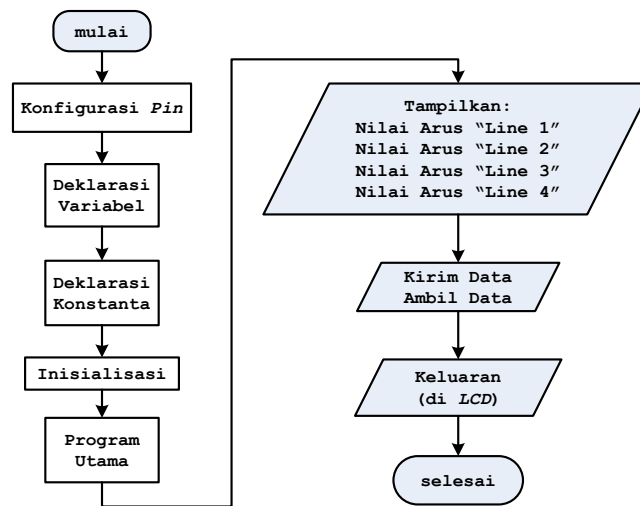 mulai
Konfigurasi Pin
Deklarasi
Variabel
Deklarasi
Konstanta
Inisialisasi
Program
Utama
Tampilkan:
Nilai Arus “Line 1”
Nilai Arus “Line 2”
Nilai Arus “Line 3”
Nilai Arus “Line 4”
Kirim Data
Ambil Data
Keluaran
(di LCD)
selesai